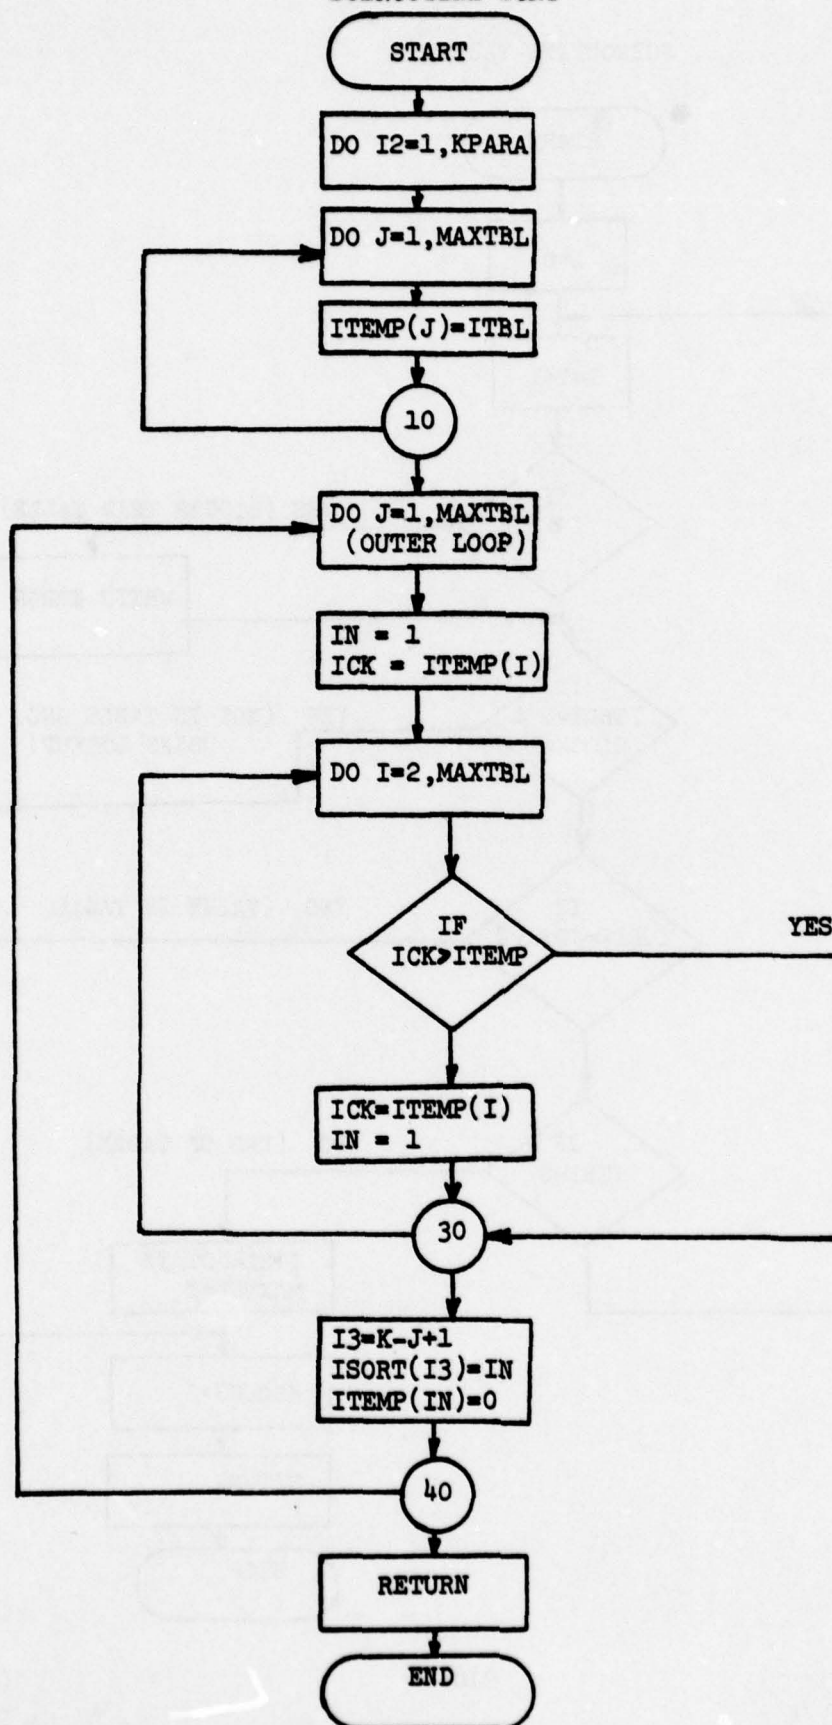 START
DO I2=1,KPARA
DO J=1,MAXTBL
ITEMP(J)=ITBL
10
DO J=1,MAXTBL
(OUTER LOOP)
IN = 1
ICK = ITEMP(I)
DO I=2,MAXTBL
IF
ICK>ITEMP
YES
ICK=ITEMP(I)
IN = 1
30
I3=K-J+1
ISORT(I3)=IN
ITEMP(IN)=0
40
RETURN
END